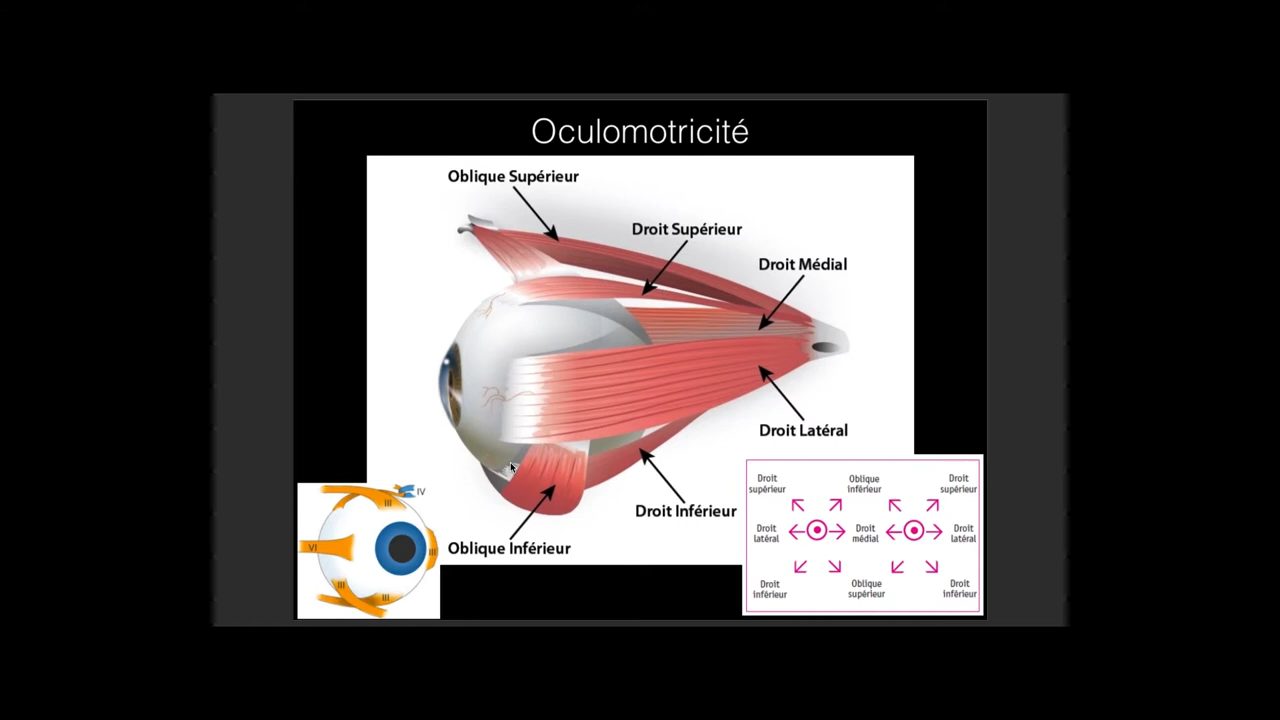 Oculomotricité
Oblique Supérieur
Droit Supérieur
Droit Médial
Droit Latéral
Droit Inférieur
Oblique Inférieur
IV
III
VI
III
III
III
Droit
supérieur
Oblique
inférieur
Droit
supérieur
Droit
latéral
Droit
médial
Droit
latéral
Droit
inférieur
Oblique
supérieur
Droit
inférieur